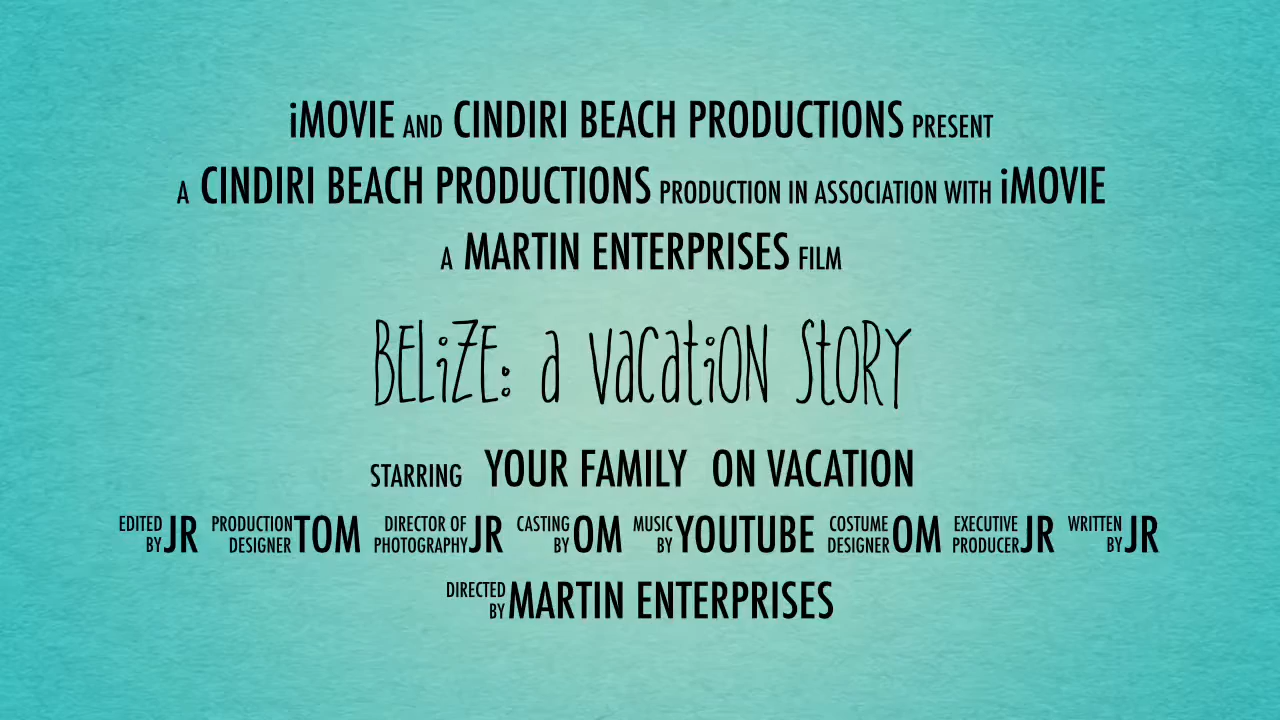 iMOVIE AND CINDIRI BEACH PRODUCTIONS PRESENT
A CINDIRI BEACH PRODUCTIONS PRODUCTION IN ASSOCIATION WITH iMOVIE
A MARTIN ENTERPRISES FILM
BELiZE: a vacatiON StORY
STARRING YOUR FAMILY ON VACATION
EDITED BY JR PRODUCTION DESIGNER TOM DIRECTOR OF PHOTOGRAPHY JR CASTING BY OM MUSIC BY YOUTUBE COSTUME DESIGNER OM EXECUTIVE PRODUCER JR WRITTEN BY JR
DIRECTED BY MARTIN ENTERPRISES